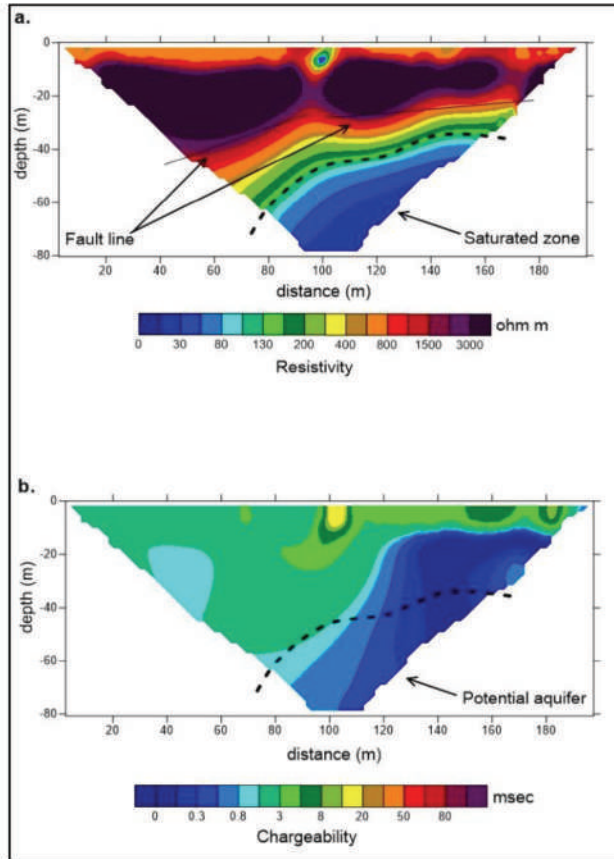 a.
0
-20
-40
-60
-80
depth (m)
Fault line
Saturated zone
20 40 60 80 100 120 140 160 180
distance (m)
ohm m
0 30 80 130 200 400 800 1500 3000
Resistivity
b.
0
-20
-40
-60
-80
depth (m)
Potential aquifer
20 40 60 80 100 120 140 160 180
distance (m)
msec
0 0.3 0.8 3 8 20 50 80
Chargeability